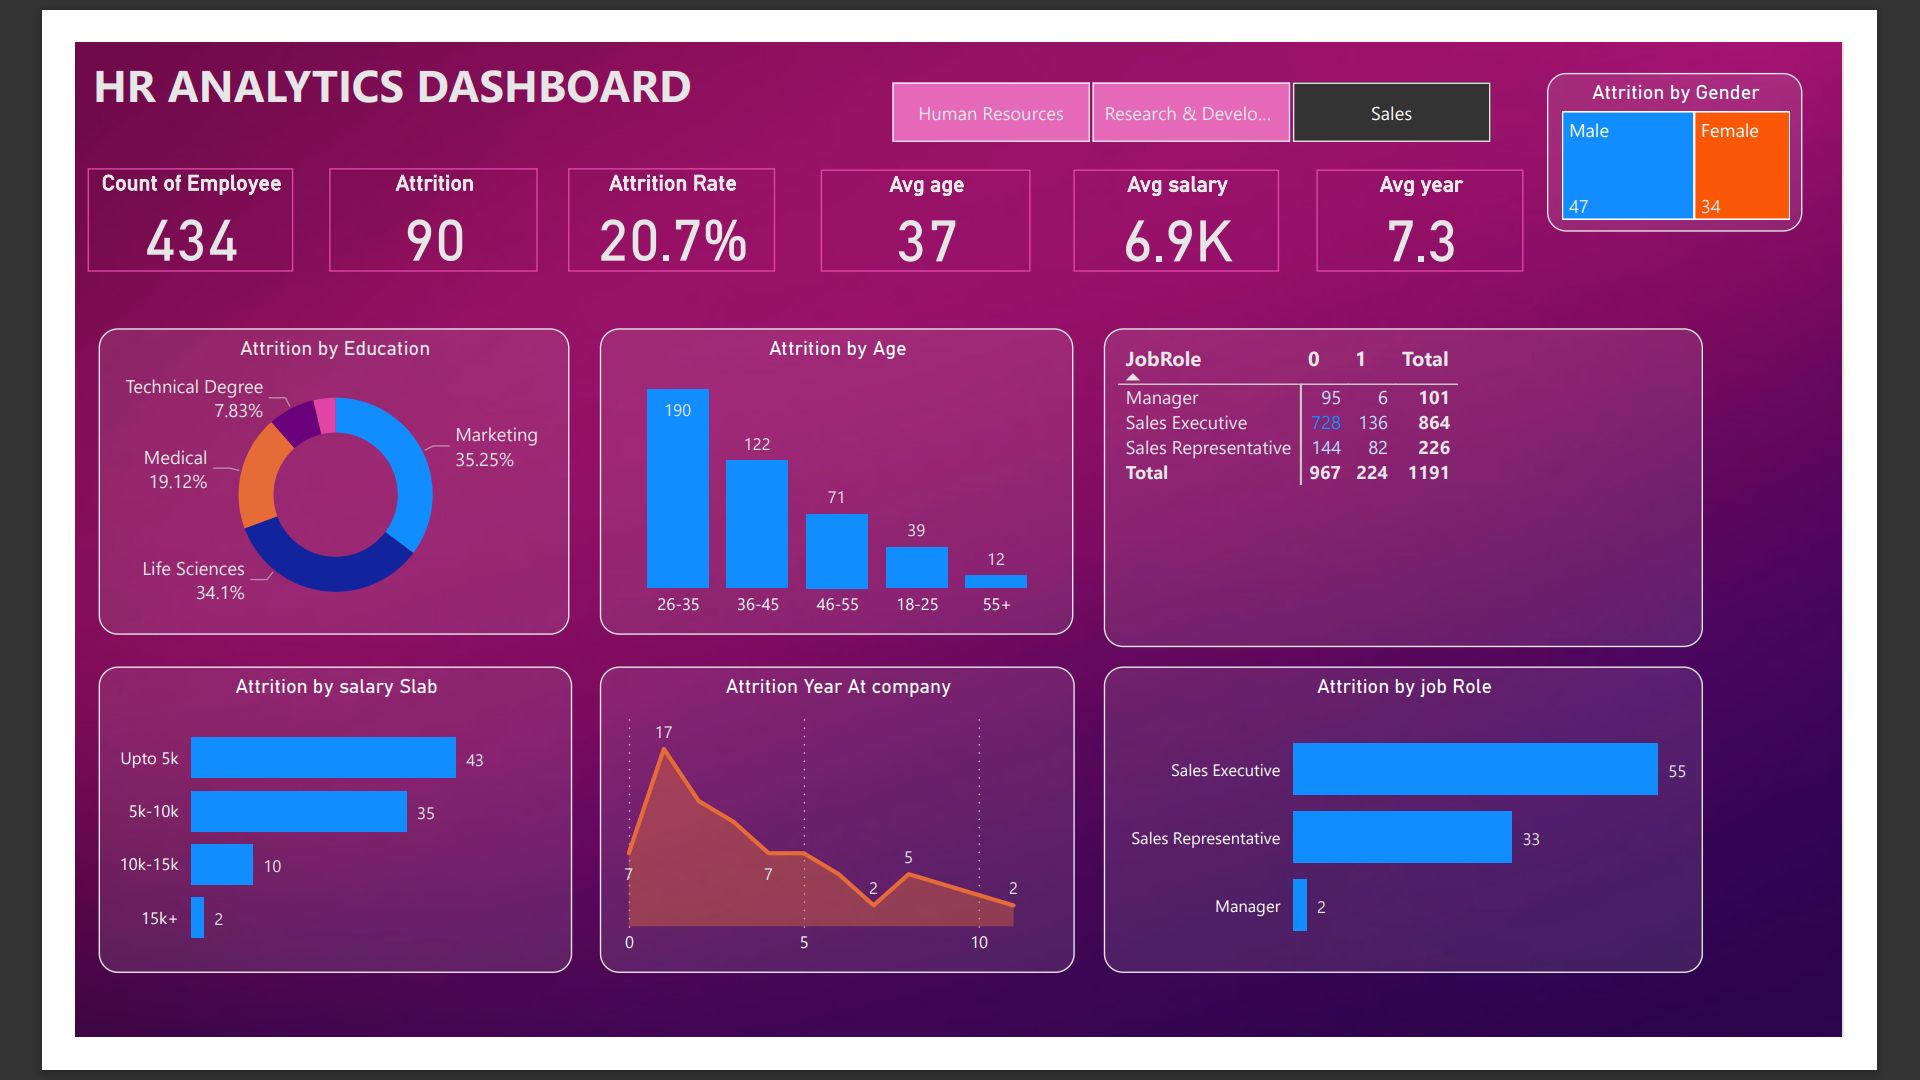 HR ANALYTICS DASHBOARD
Human Resources
Research & Develo...
Sales
Attrition by Gender
Male
Female
47
34
Count of Employee
434
Attrition
90
Attrition Rate
20.7%
Avg age
37
Avg salary
6.9K
Avg year
7.3
Attrition by Education
Technical Degree
7.83%
Marketing
35.25%
Medical
19.12%
Life Sciences
34.1%
Attrition by Age
190
122
71
39
12
26-35 36-45 46-55 18-25 55+
JobRole 0 1 Total
Manager 95 6 101
Sales Executive 728 136 864
Sales Representative 144 82 226
Total 967 224 1191
Attrition by salary Slab
Upto 5k 43
5k-10k 35
10k-15k 10
15k+ 2
Attrition Year At company
17
7
7
2
5
2
0 5 10
Attrition by job Role
Sales Executive 55
Sales Representative 33
Manager 2